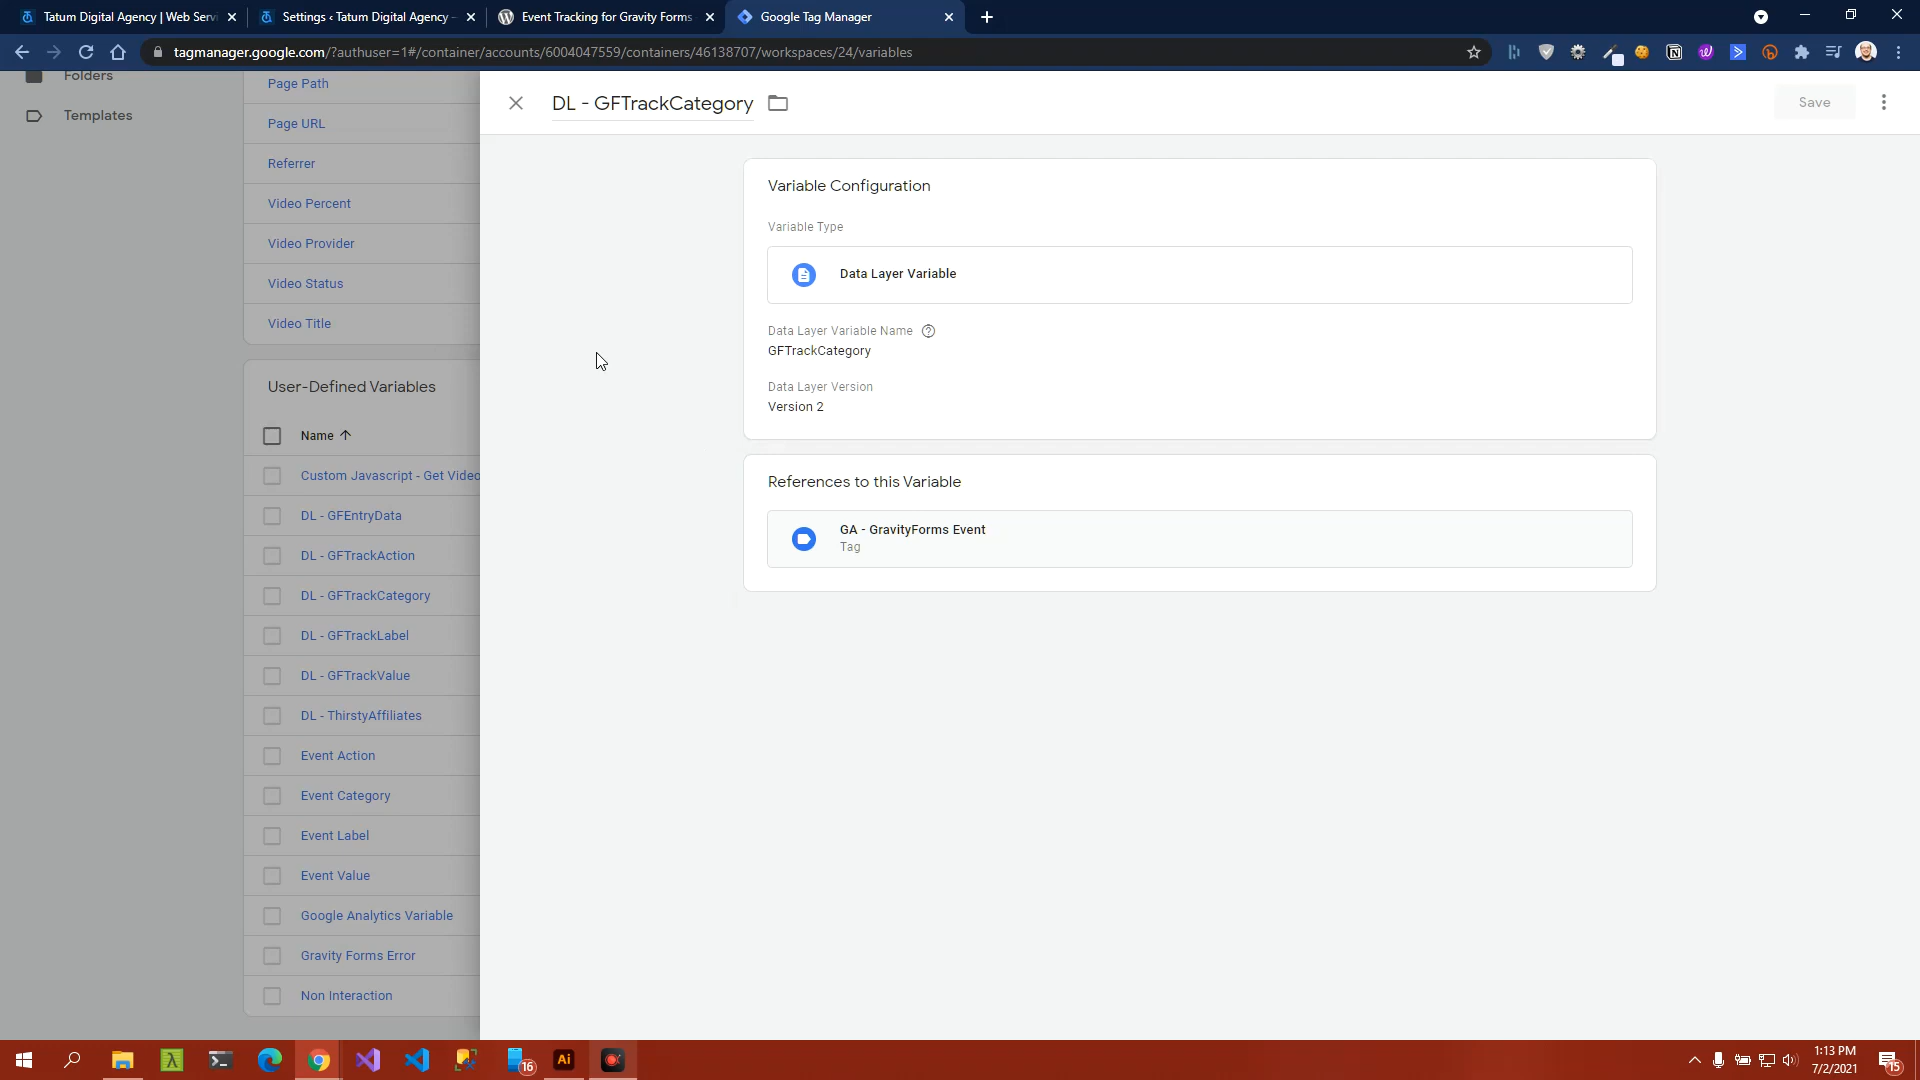 Tatum Digital Agency | Web Servi
Settings ‹ Tatum Digital Agency —
Event Tracking for Gravity Forms
Google Tag Manager
tagmanager.google.com/?authuser=1#/container/accounts/6004047559/containers/46138707/workspaces/24/variables
Folders
Templates
Page Path
Page URL
Referrer
Video Percent
Video Provider
Video Status
Video Title
User-Defined Variables
Name
Custom Javascript - Get Video
DL - GFEntryData
DL - GFTrackAction
DL - GFTrackCategory
DL - GFTrackLabel
DL - GFTrackValue
DL - ThirstyAffiliates
Event Action
Event Category
Event Label
Event Value
Google Analytics Variable
Gravity Forms Error
Non Interaction
DL - GFTrackCategory
Save
Variable Configuration
Variable Type
Data Layer Variable
Data Layer Variable Name
GFTrackCategory
Data Layer Version
Version 2
References to this Variable
GA - GravityForms Event
Tag
16
Ai
1:13 PM
7/2/2021
15